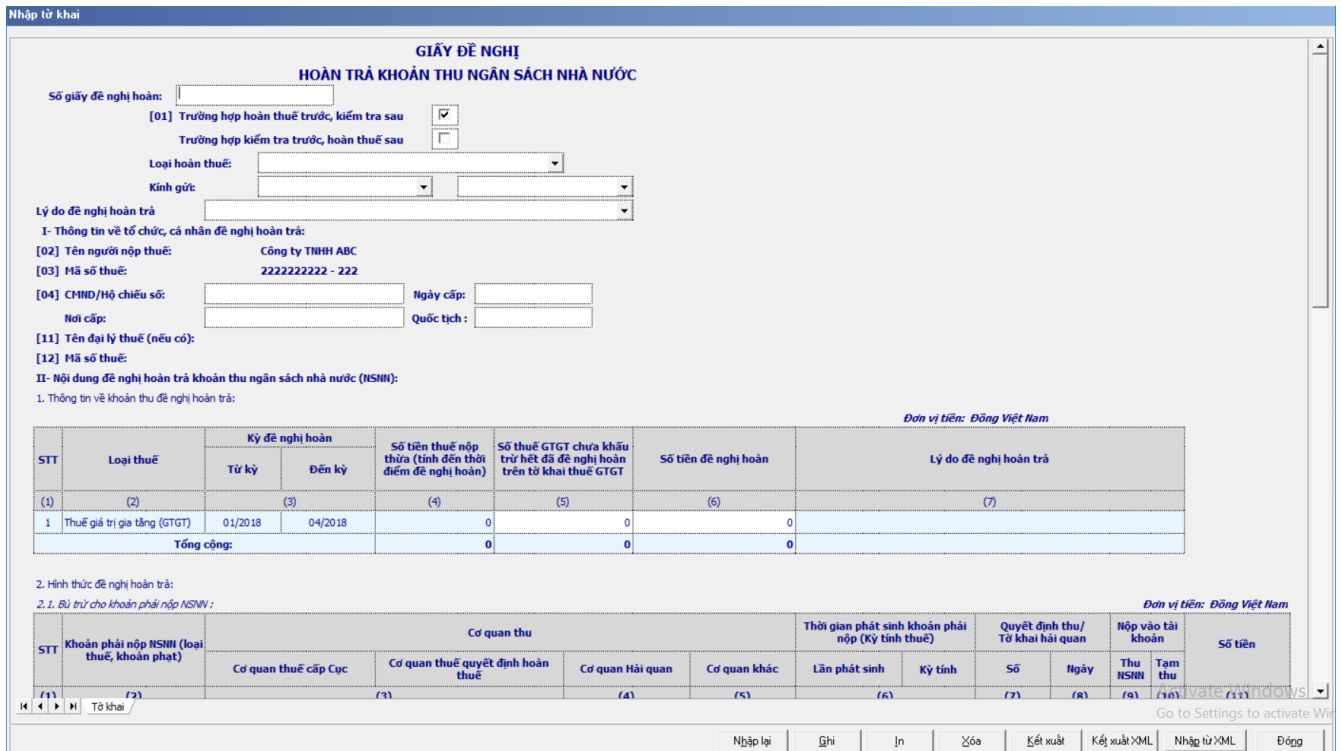 Nhập tờ khai
GIẤY ĐỀ NGHỊ
HOÀN TRẢ KHOẢN THU NGÂN SÁCH NHÀ NƯỚC
Số giấy đề nghị hoàn:
[01] Trường hợp hoàn thuế trước, kiểm tra sau
Trường hợp kiểm tra trước, hoàn thuế sau
Loại hoàn thuế:
Kính gửi:
Lý do đề nghị hoàn trả
I- Thông tin về tổ chức, cá nhân đề nghị hoàn trả:
[02] Tên người nộp thuế: Công ty TNHH ABC
[03] Mã số thuế: 2222222222 - 222
[04] CMND/Hộ chiếu số: Ngày cấp:
Nơi cấp: Quốc tịch :
[11] Tên đại lý thuế (nếu có):
[12] Mã số thuế:
II- Nội dung đề nghị hoàn trả khoản thu ngân sách nhà nước (NSNN):
1. Thông tin về khoản thu đề nghị hoàn trả:
Đơn vị tiền: Đồng Việt Nam
STT Loại thuế Kỳ đề nghị hoàn Từ kỳ Đến kỳ Số tiền thuế nộp thừa (tính đến thời điểm đề nghị hoàn) Số thuế GTGT chưa khấu trừ hết đã đề nghị hoàn trên tờ khai thuế GTGT Số tiền đề nghị hoàn Lý do đề nghị hoàn trả
(1) (2) (3) (4) (5) (6) (7)
1 Thuế giá trị gia tăng (GTGT) 01/2018 04/2018 0 0 0
Tổng cộng: 0 0 0
2. Hình thức đề nghị hoàn trả:
2.1. Bù trừ cho khoản phải nộp NSNN : Đơn vị tiền: Đồng Việt Nam
STT Khoản phải nộp NSNN (loại thuế, khoản phạt) Cơ quan thu Cơ quan thuế cấp Cục Cơ quan thuế quyết định hoàn thuế Cơ quan Hải quan Cơ quan khác Thời gian phát sinh khoản phải nộp (Kỳ tính thuế) Lần phát sinh Kỳ tính Quyết định thu/ Tờ khai hải quan Số Ngày Nộp vào tài khoản Thu NSNN Tạm thu Số tiền
(1) (2) (3) (4) (5) (6) (7) (8) (9) (10) (11)
Activate Windows
Go to Settings to activate Win
Tờ khai
Nhập lại Ghi In Xóa Kết xuất Kết xuất XML Nhập từ XML Đóng